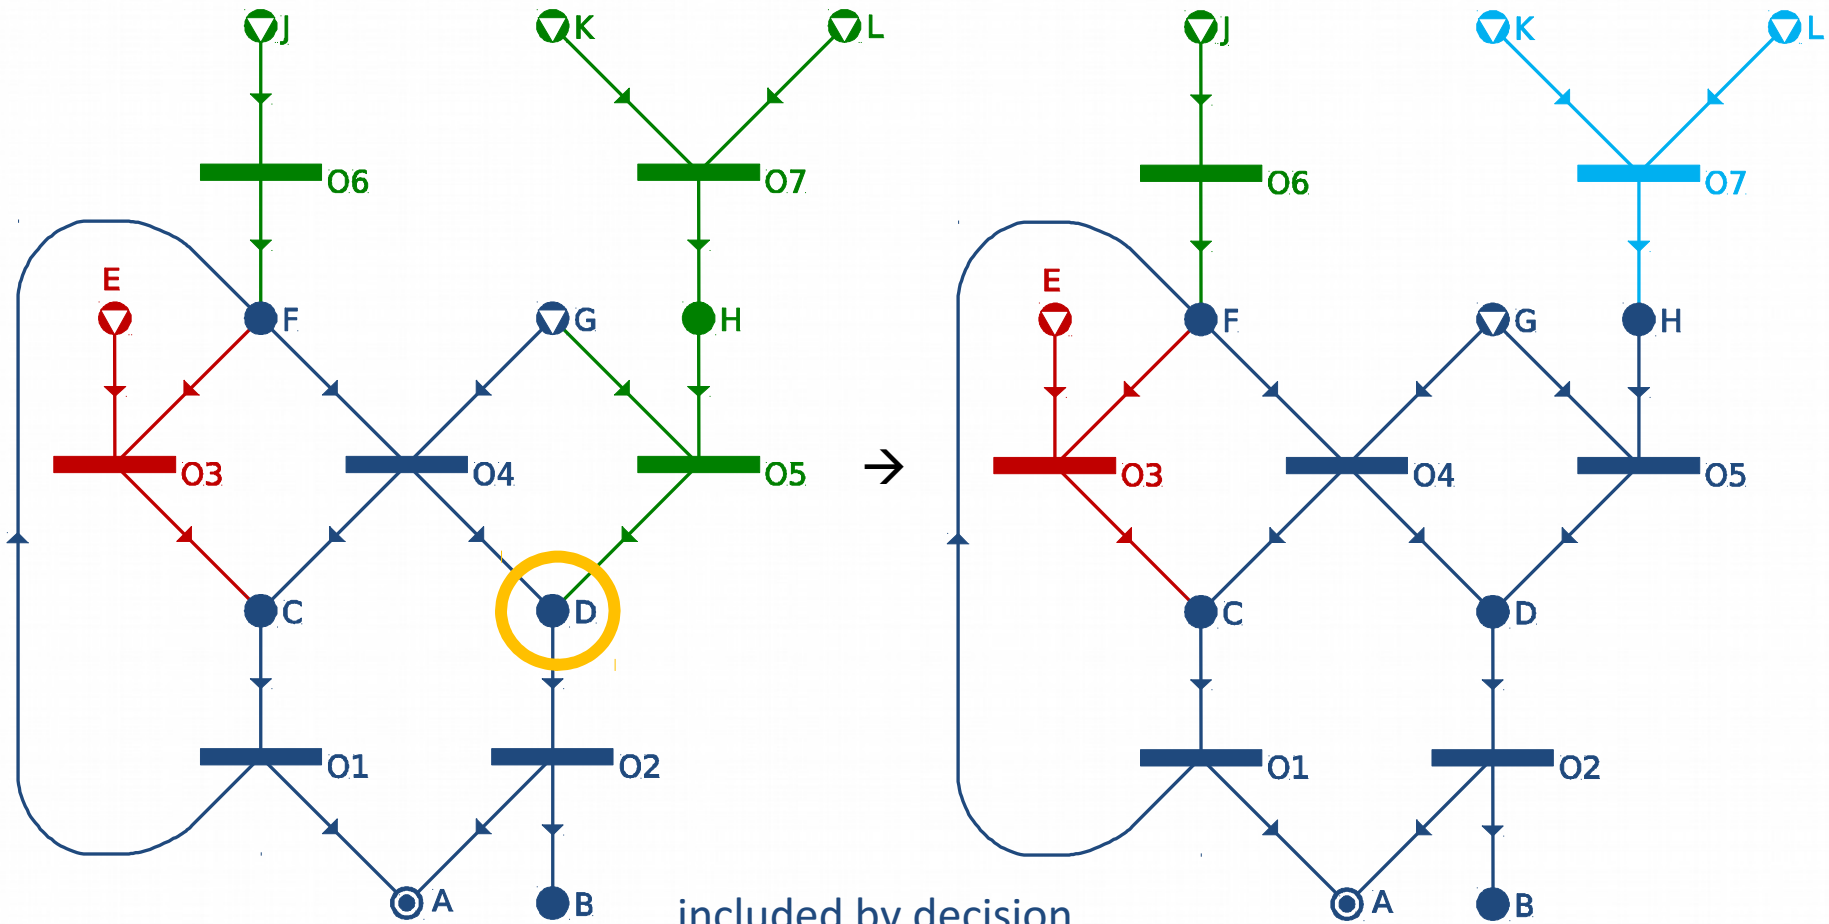 J K L J K L
O6 O7 O6 O7
E E
F G H F G H
O3 O4 O5 → O3 O4 O5
C D C D
O1 O2 O1 O2
A B A B
included by decision